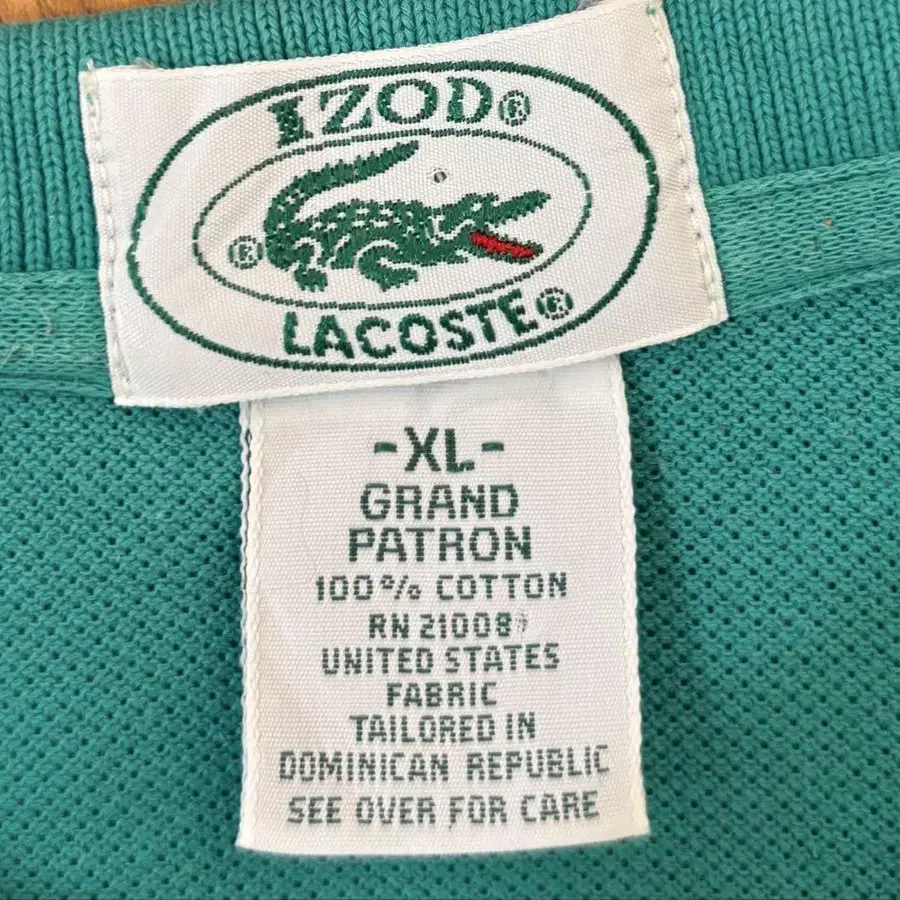 IZOD®
®
LACOSTE®
-XL-
GRAND
PATRON
100% COTTON
RN 21008
UNITED STATES
FABRIC
TAILORED IN
DOMINICAN REPUBLIC
SEE OVER FOR CARE